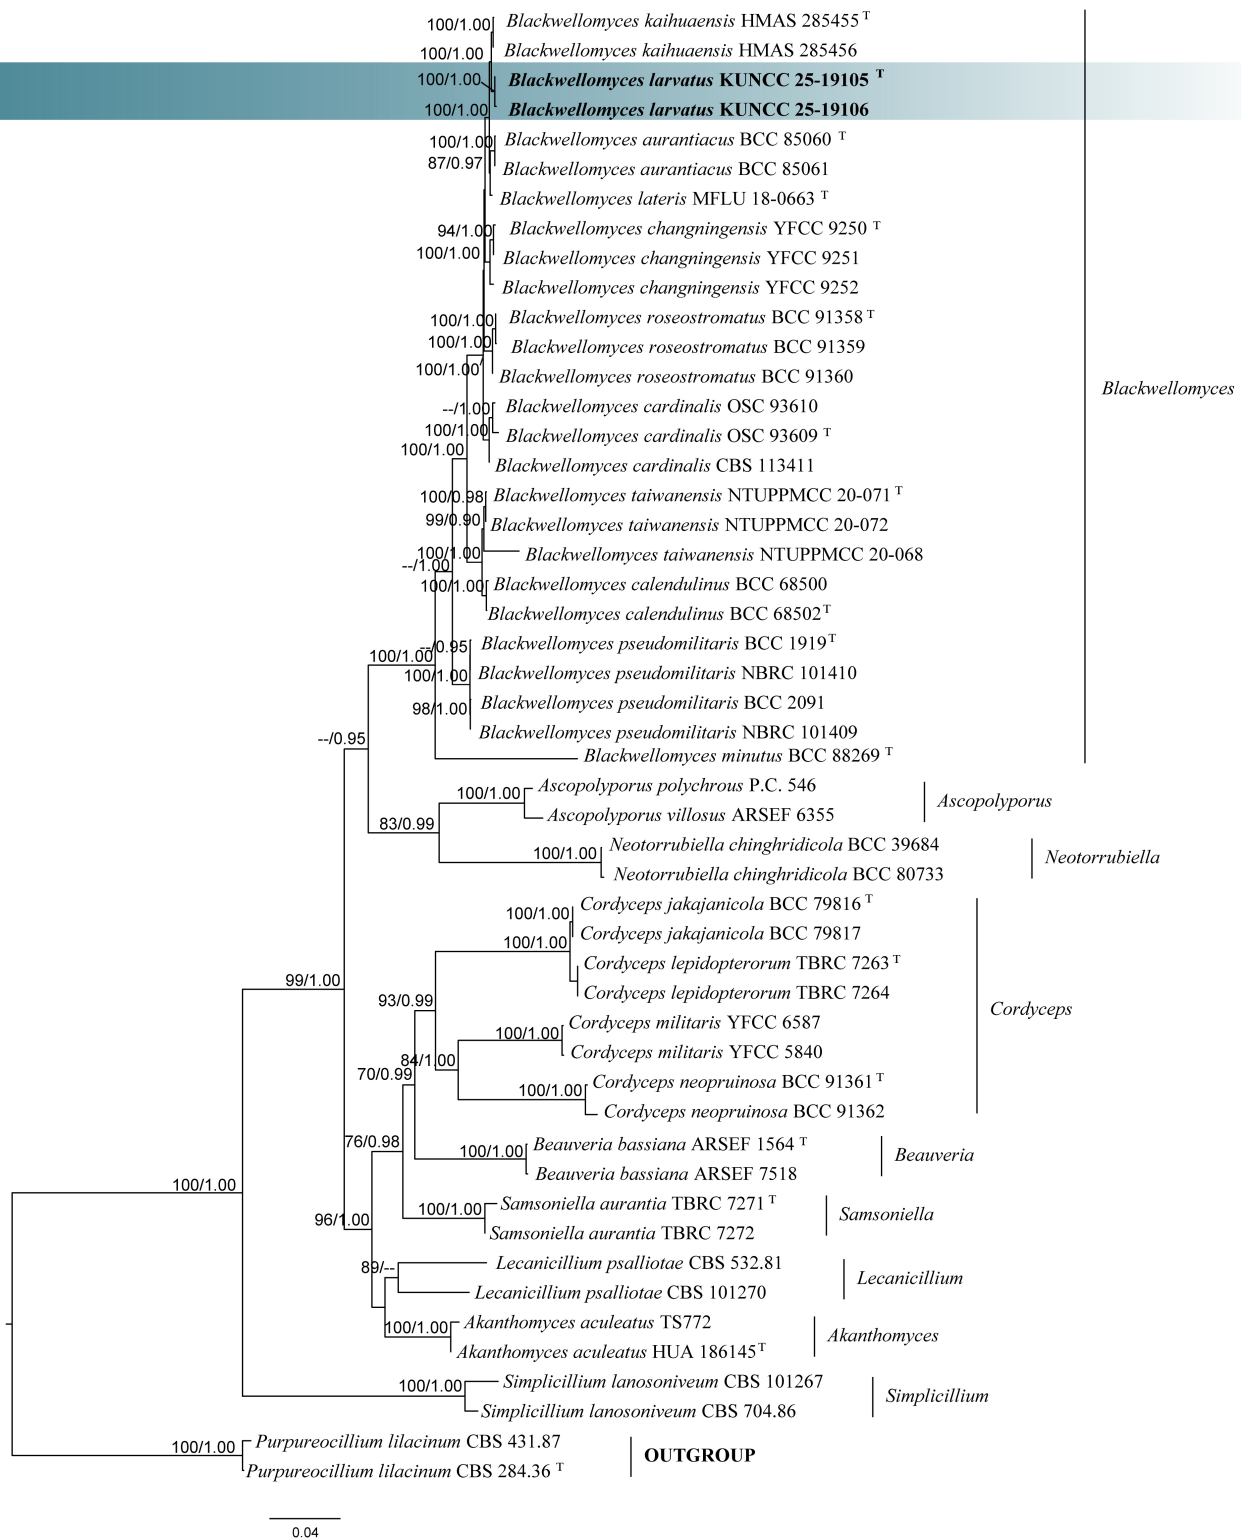 100/1.00 Blackwellomyces kaihuaensis HMAS 285455 T
100/1.00 Blackwellomyces kaihuaensis HMAS 285456
100/1.00 Blackwellomyces larvatus KUNCC 25-19105 T
100/1.00 Blackwellomyces larvatus KUNCC 25-19106
100/1.00 Blackwellomyces aurantiacus BCC 85060 T
87/0.97 Blackwellomyces aurantiacus BCC 85061
Blackwellomyces lateris MFLU 18-0663 T
94/1.00 Blackwellomyces changningensis YFCC 9250 T
100/1.00 Blackwellomyces changningensis YFCC 9251
Blackwellomyces changningensis YFCC 9252
100/1.00 Blackwellomyces roseostromatus BCC 91358 T
100/1.00 Blackwellomyces roseostromatus BCC 91359
100/1.00 Blackwellomyces roseostromatus BCC 91360
Blackwellomyces
--/1.00 Blackwellomyces cardinalis OSC 93610
100/1.00 Blackwellomyces cardinalis OSC 93609 T
100/1.00 Blackwellomyces cardinalis CBS 113411
100/0.98 Blackwellomyces taiwanensis NTUPPMCC 20-071 T
99/0.90 Blackwellomyces taiwanensis NTUPPMCC 20-072
100/1.00 Blackwellomyces taiwanensis NTUPPMCC 20-068
--/1.00
100/1.00 Blackwellomyces calendulinus BCC 68500
Blackwellomyces calendulinus BCC 68502 T
--/0.95 Blackwellomyces pseudomilitaris BCC 1919 T
100/1.00
100/1.00 Blackwellomyces pseudomilitaris NBRC 101410
98/1.00 Blackwellomyces pseudomilitaris BCC 2091
Blackwellomyces pseudomilitaris NBRC 101409
--/0.95
Blackwellomyces minutus BCC 88269 T
100/1.00 Ascopolyporus polychrous P.C. 546
Ascopolyporus
Ascopolyporus villosus ARSEF 6355
83/0.99
100/1.00 Neotorrubiella chinghridicola BCC 39684
Neotorrubiella
Neotorrubiella chinghridicola BCC 80733
100/1.00 Cordyceps jakajanicola BCC 79816 T
100/1.00 Cordyceps jakajanicola BCC 79817
Cordyceps lepidopterorum TBRC 7263 T
99/1.00
Cordyceps lepidopterorum TBRC 7264
93/0.99
Cordyceps
100/1.00 Cordyceps militaris YFCC 6587
Cordyceps militaris YFCC 5840
84/1.00
70/0.99
100/1.00 Cordyceps neopruinosa BCC 91361 T
Cordyceps neopruinosa BCC 91362
76/0.98
100/1.00 Beauveria bassiana ARSEF 1564 T
Beauveria
Beauveria bassiana ARSEF 7518
100/1.00
100/1.00 Samsoniella aurantia TBRC 7271 T
Samsoniella
96/1.00
Samsoniella aurantia TBRC 7272
89/-- Lecanicillium psalliotae CBS 532.81
Lecanicillium
Lecanicillium psalliotae CBS 101270
100/1.00 Akanthomyces aculeatus TS772
Akanthomyces
Akanthomyces aculeatus HUA 186145 T
100/1.00 Simplicillium lanosoniveum CBS 101267
Simplicillium
Simplicillium lanosoniveum CBS 704.86
100/1.00 Purpureocillium lilacinum CBS 431.87
OUTGROUP
Purpureocillium lilacinum CBS 284.36 T
0.04